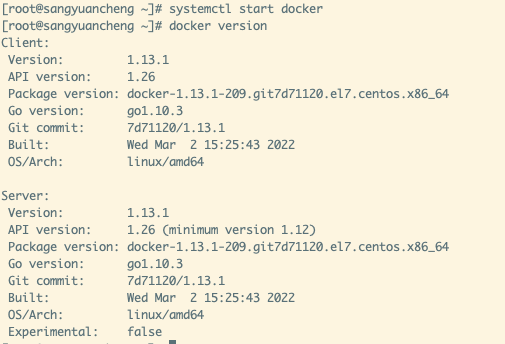 [root@sangyuancheng ~]# systemctl start docker
[root@sangyuancheng ~]# docker version
Client:
 Version:         1.13.1
 API version:     1.26
 Package version: docker-1.13.1-209.git7d71120.el7.centos.x86_64
 Go version:      go1.10.3
 Git commit:      7d71120/1.13.1
 Built:           Wed Mar  2 15:25:43 2022
 OS/Arch:         linux/amd64

Server:
 Version:         1.13.1
 API version:     1.26 (minimum version 1.12)
 Package version: docker-1.13.1-209.git7d71120.el7.centos.x86_64
 Go version:      go1.10.3
 Git commit:      7d71120/1.13.1
 Built:           Wed Mar  2 15:25:43 2022
 OS/Arch:         linux/amd64
 Experimental:    false